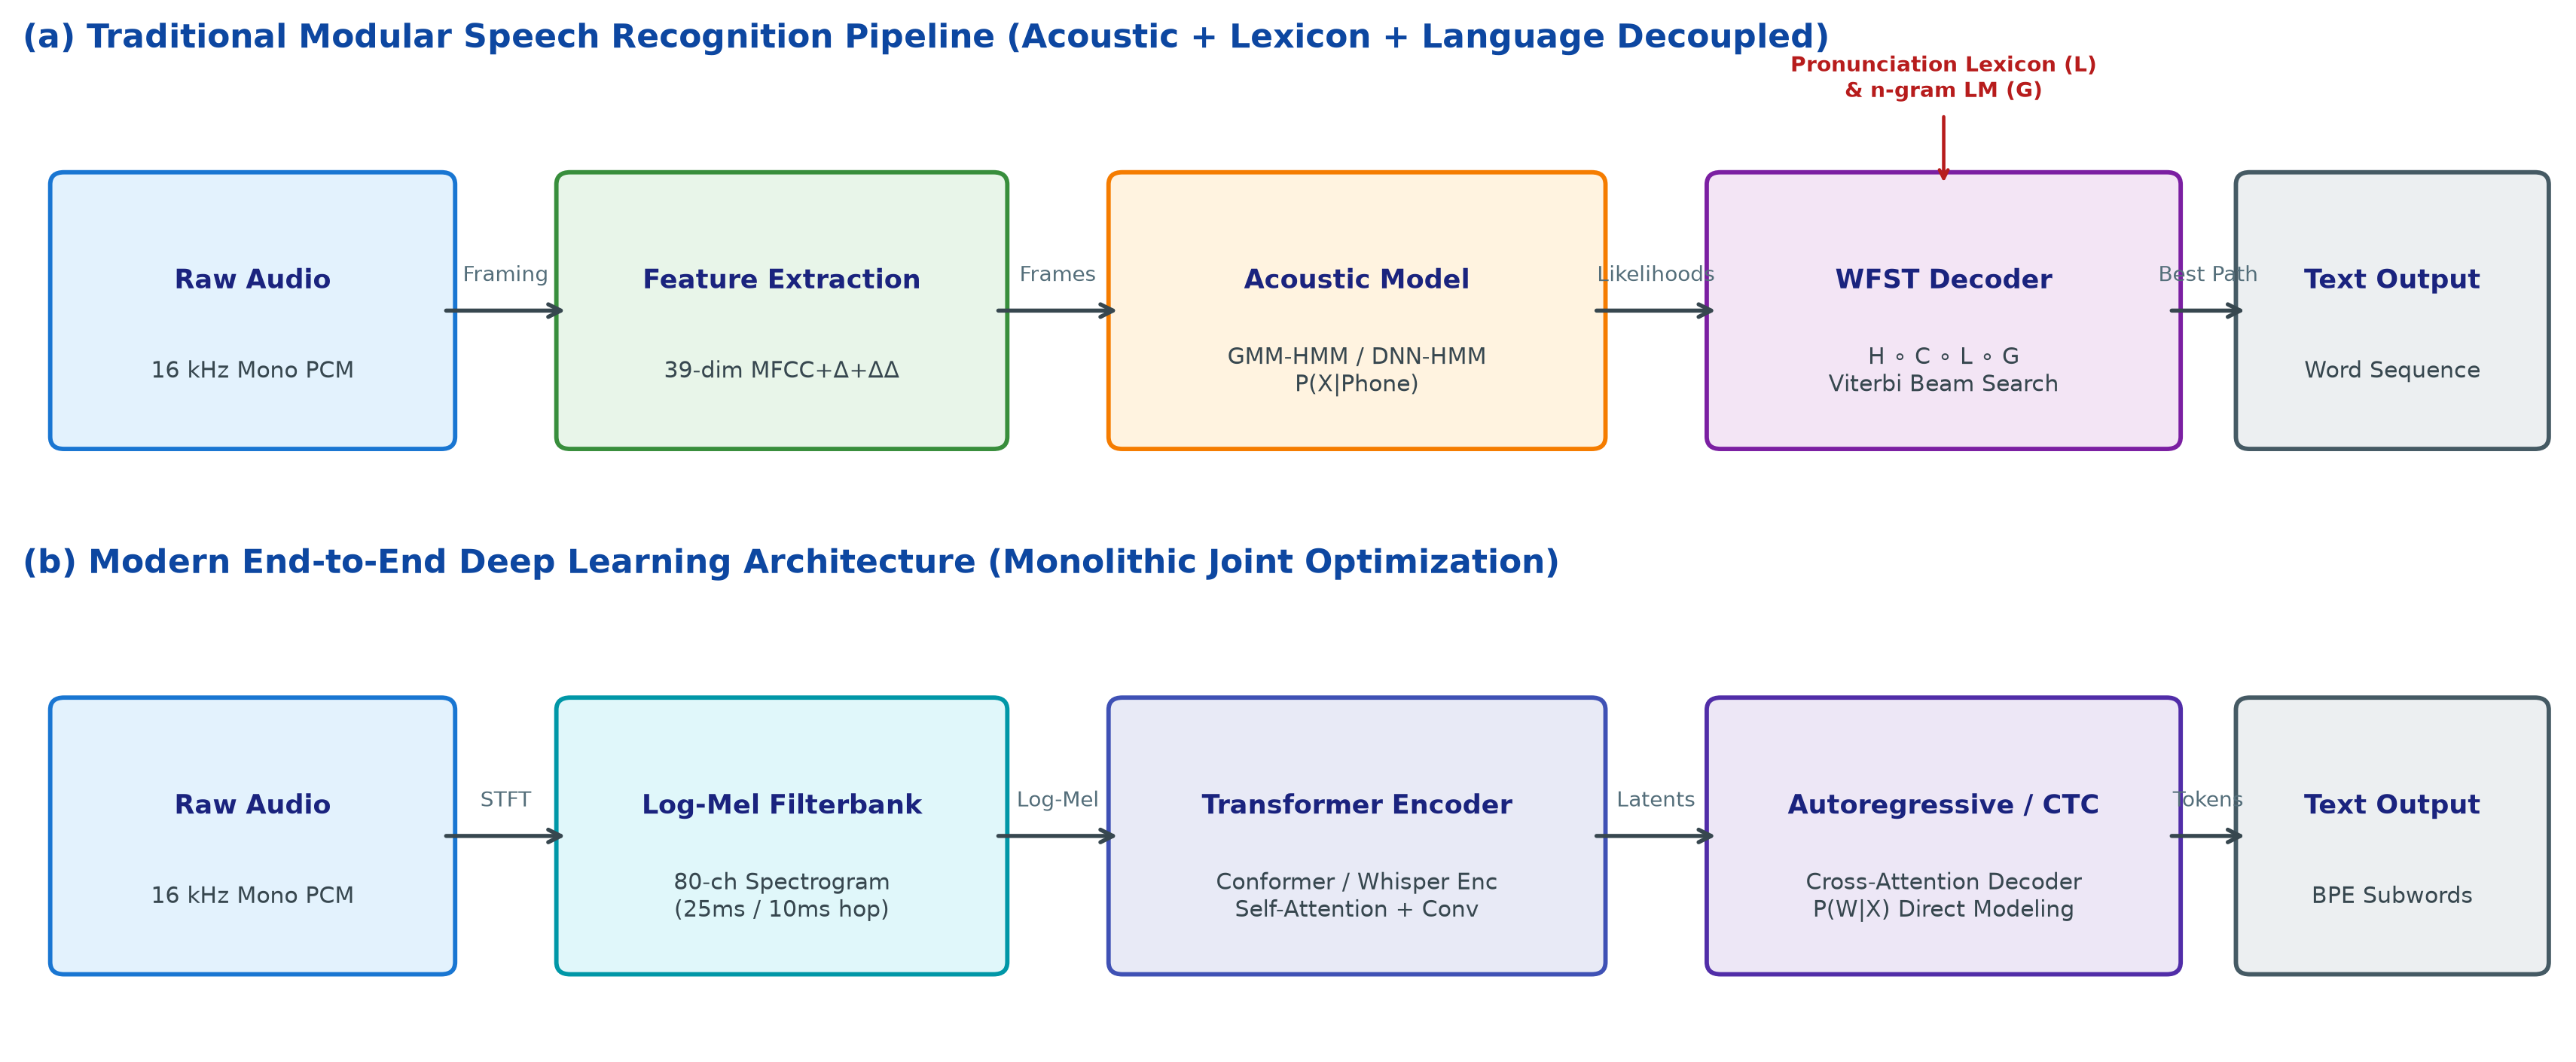 (a) Traditional Modular Speech Recognition Pipeline (Acoustic + Lexicon + Language Decoupled)
Pronunciation Lexicon (L)
& n-gram LM (G)
Raw Audio
16 kHz Mono PCM
Framing
Feature Extraction
39-dim MFCC+Δ+ΔΔ
Frames
Acoustic Model
GMM-HMM / DNN-HMM
P(X|Phone)
Likelihoods
WFST Decoder
H ∘ C ∘ L ∘ G
Viterbi Beam Search
Best Path
Text Output
Word Sequence
(b) Modern End-to-End Deep Learning Architecture (Monolithic Joint Optimization)
Raw Audio
16 kHz Mono PCM
STFT
Log-Mel Filterbank
80-ch Spectrogram
(25ms / 10ms hop)
Log-Mel
Transformer Encoder
Conformer / Whisper Enc
Self-Attention + Conv
Latents
Autoregressive / CTC
Cross-Attention Decoder
P(W|X) Direct Modeling
Tokens
Text Output
BPE Subwords